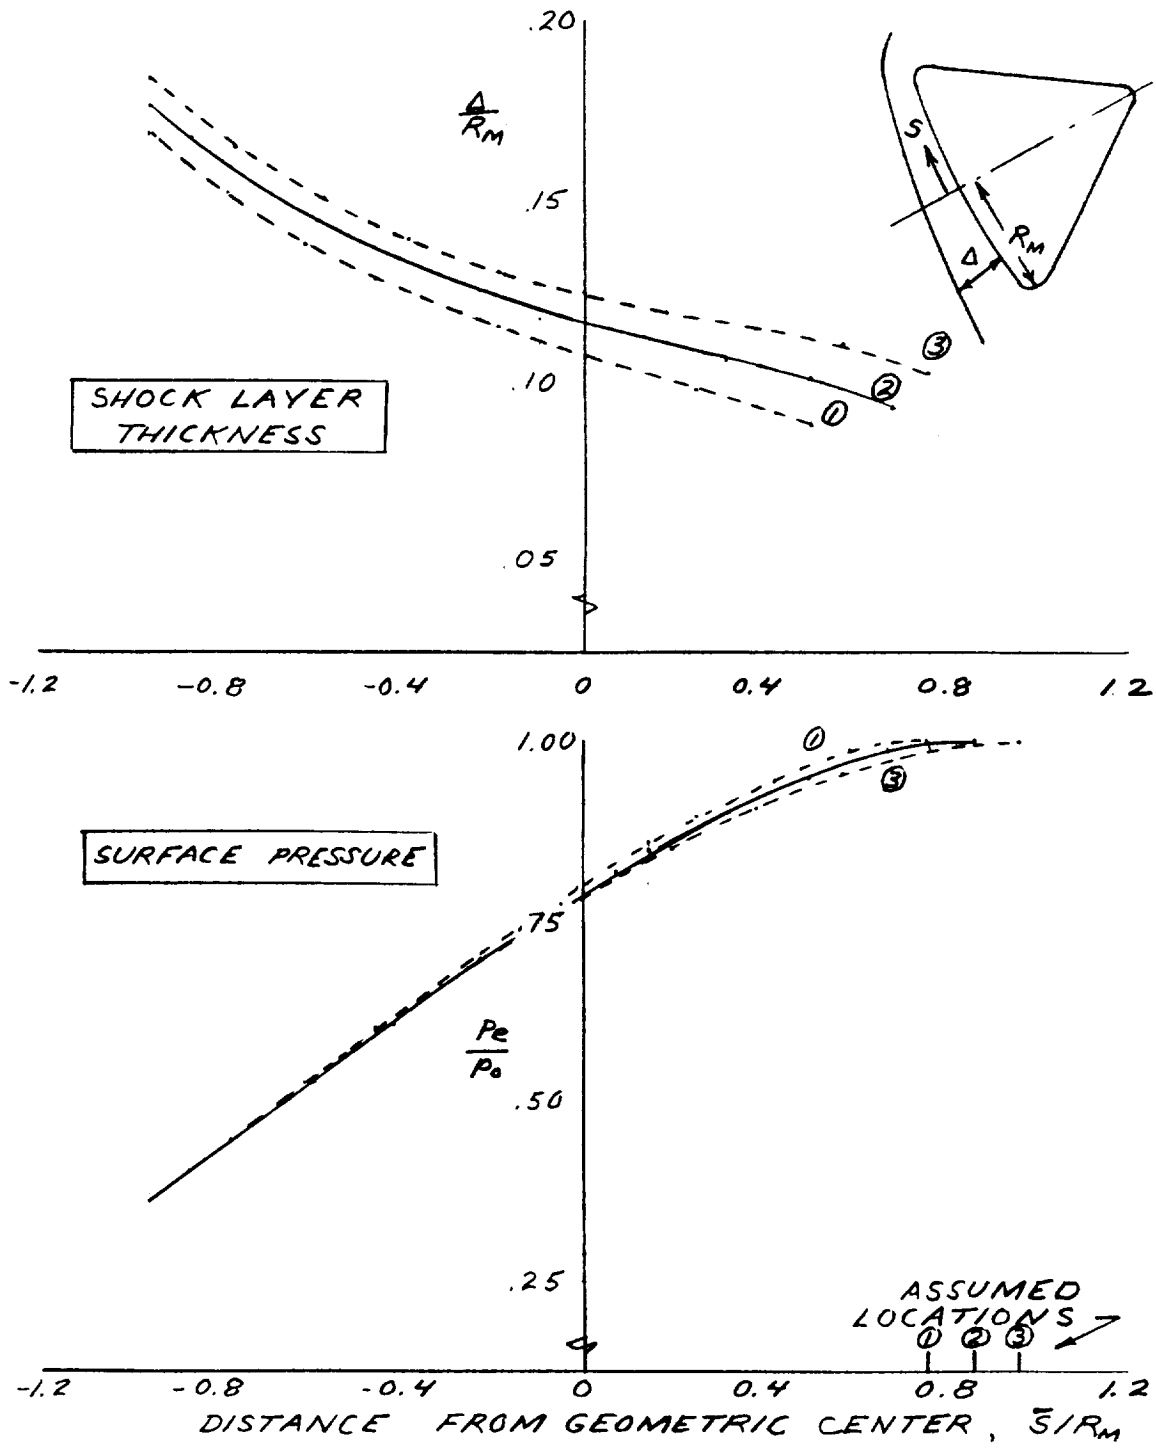 .20
Δ
R_M
S
.15
R_M
Δ
③
.10
②
①
SHOCK LAYER
THICKNESS
.05
-1.2 -0.8 -0.4 0 0.4 0.8 1.2
1.00
①
③
SURFACE PRESSURE
.75
Pe
Po
.50
.25
ASSUMED
LOCATIONS
① ② ③
-1.2 -0.8 -0.4 0 0.4 0.8 1.2
DISTANCE FROM GEOMETRIC CENTER, S̄/R_M